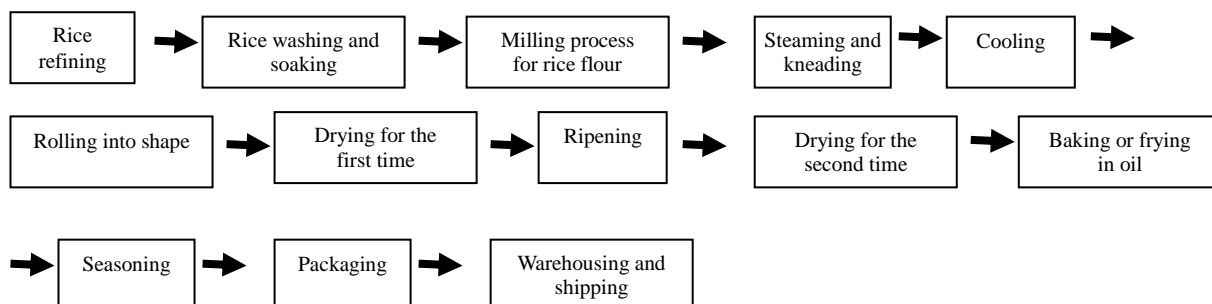 Rice
refining
Rice washing and
soaking
Milling process
for rice flour
Steaming and
kneading
Cooling
Rolling into shape
Drying for the
first time
Ripening
Drying for the
second time
Baking or frying
in oil
Seasoning
Packaging
Warehousing and
shipping